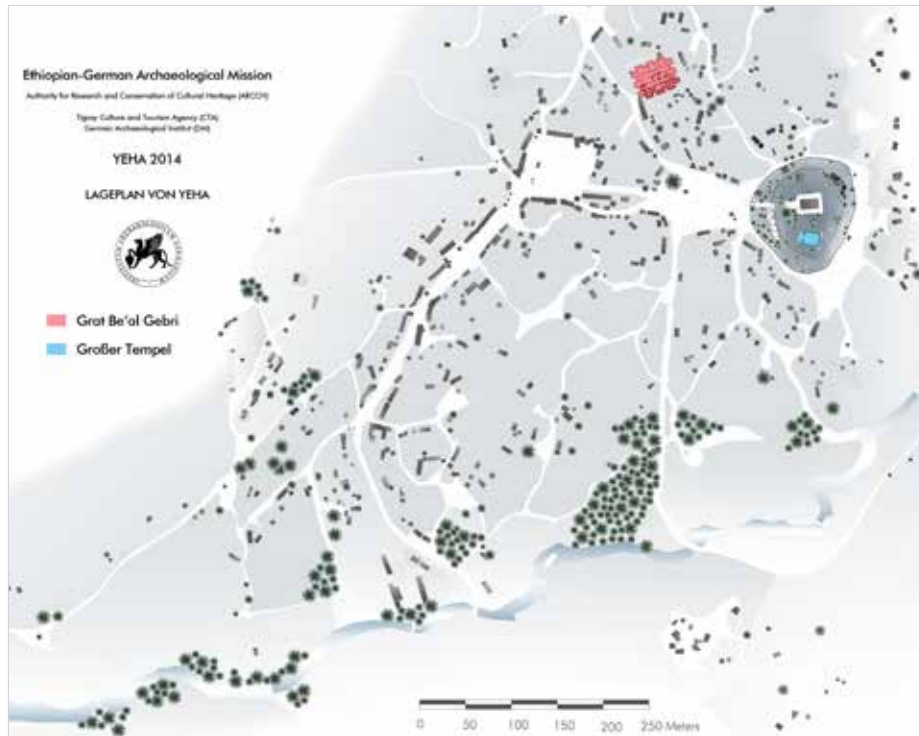 Ethiopian-German Archaeological Mission
Authority for Research and Conservation of Cultural Heritage (ARCCH)
Tigray Culture and Tourism Agency (CTA)
German Archaeological Institut (DAI)
YEHA 2014
LAGEPLAN VON YEHA
Grat Be'al Gebri
Großer Tempel
0 50 100 150 200 250 Meters